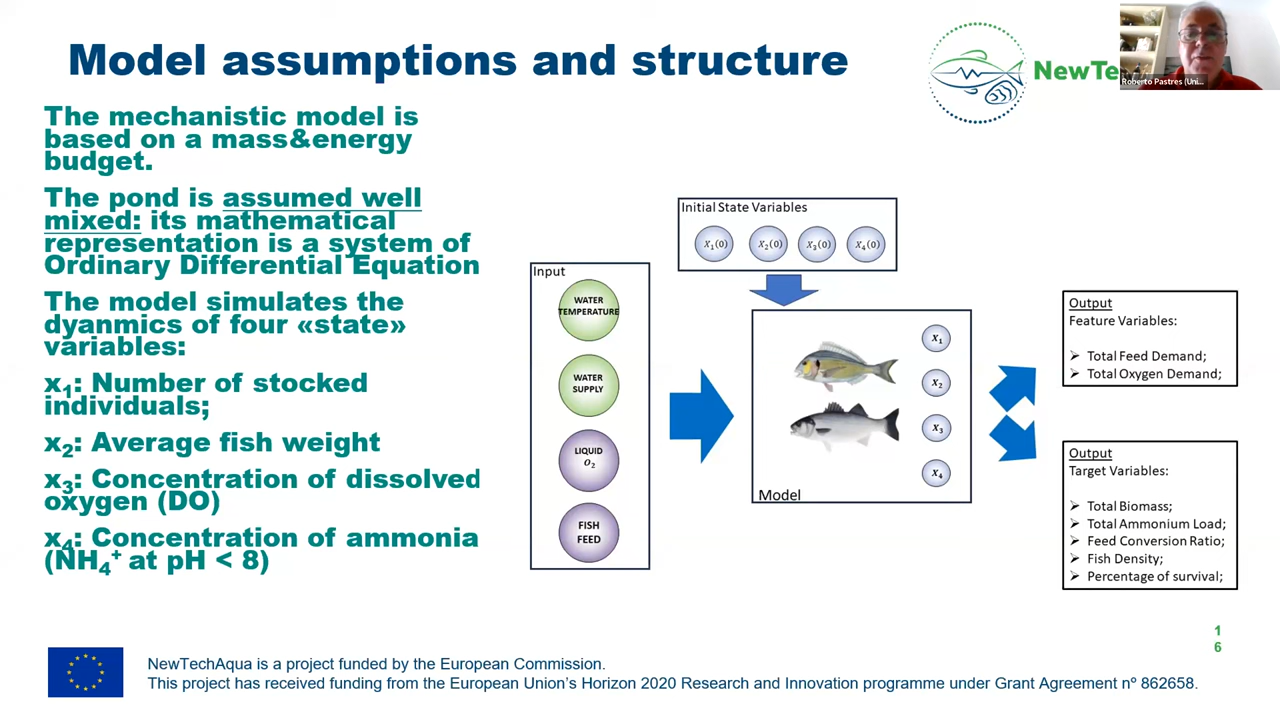 Model assumptions and structure
NewTe
Roberto Pastres (Uni...
The mechanistic model is
based on a mass&energy
budget.
The pond is assumed well
mixed: its mathematical
representation is a system of
Ordinary Differential Equation
The model simulates the
dyanmics of four «state»
variables:
x₁: Number of stocked
individuals;
x₂: Average fish weight
x₃: Concentration of dissolved
oxygen (DO)
x₄: Concentration of ammonia
(NH₄⁺ at pH < 8)
Input
WATER
TEMPERATURE
WATER
SUPPLY
LIQUID
O₂
FISH
FEED
Initial State Variables
X₁(0) X₂(0) X₃(0) X₄(0)
X₁
X₂
X₃
X₄
Model
Output
Feature Variables:
➢ Total Feed Demand;
➢ Total Oxygen Demand;
Output
Target Variables:
➢ Total Biomass;
➢ Total Ammonium Load;
➢ Feed Conversion Ratio;
➢ Fish Density;
➢ Percentage of survival;
1
6
NewTechAqua is a project funded by the European Commission.
This project has received funding from the European Union's Horizon 2020 Research and Innovation programme under Grant Agreement nº 862658.